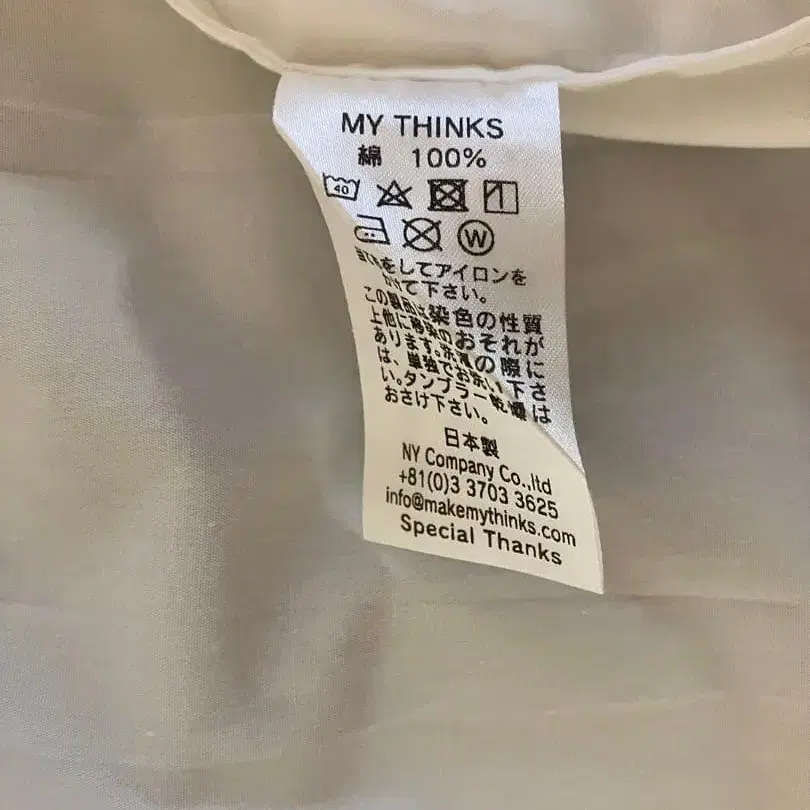 MY THINKS
綿 100%
40
W
当て布をしてアイロンを
かけて下さい。
この製品は染色の性質
上他に移染のおそれが
あります。洗濯の際に
は、単独でお洗い下さ
い。タンブラー乾燥は
おさけ下さい。
日本製
NY Company Co.,ltd
+81(0)3 3703 3625
info@makemythinks.com
Special Thanks